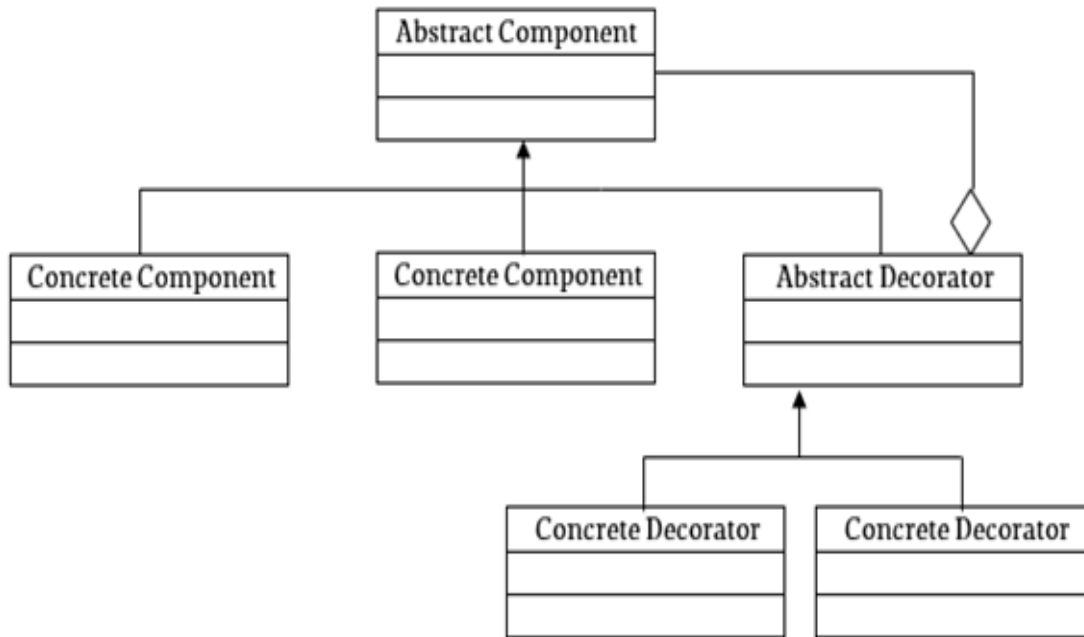 Abstract Component
Concrete Component
Concrete Component
Abstract Decorator
Concrete Decorator
Concrete Decorator